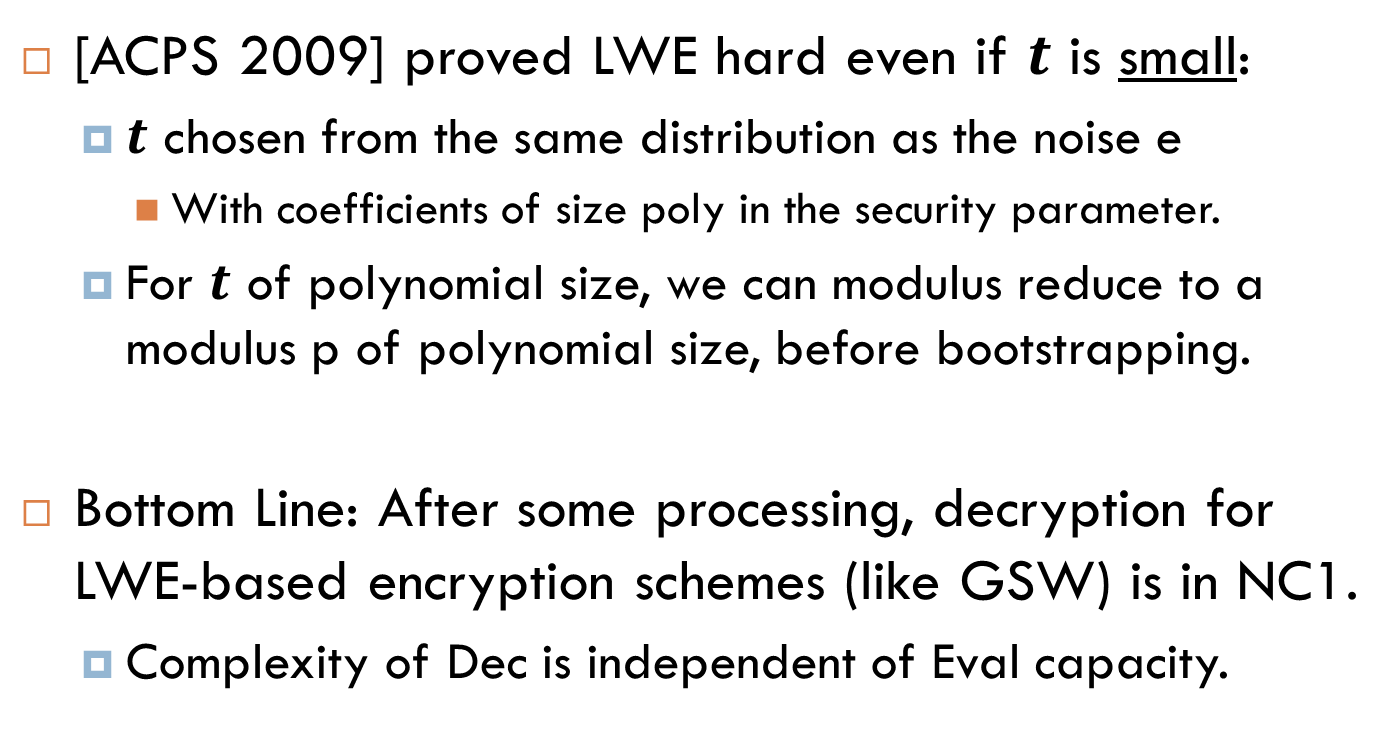 [ACPS 2009] proved LWE hard even if t is small:
t chosen from the same distribution as the noise e
With coefficients of size poly in the security parameter.
For t of polynomial size, we can modulus reduce to a
modulus p of polynomial size, before bootstrapping.
Bottom Line: After some processing, decryption for
LWE-based encryption schemes (like GSW) is in NC1.
Complexity of Dec is independent of Eval capacity.